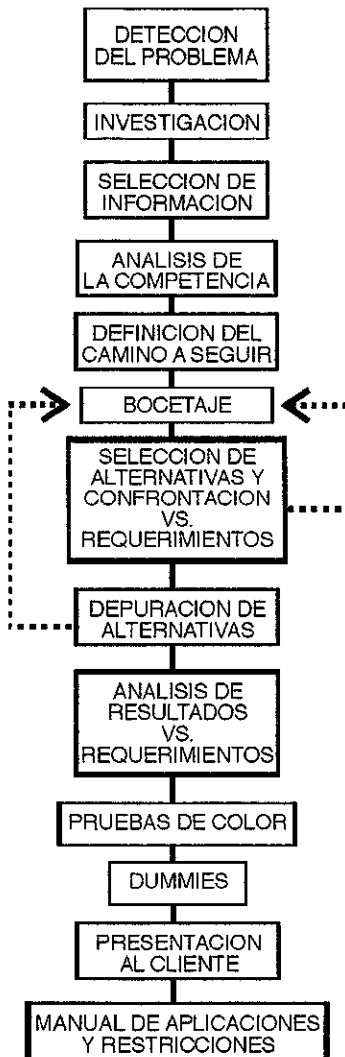 DETECCION
DEL PROBLEMA
INVESTIGACION
SELECCION DE
INFORMACION
ANALISIS DE
LA COMPETENCIA
DEFINICION DEL
CAMINO A SEGUIR
BOCETAJE
SELECCION DE
ALTERNATIVAS Y
CONFRONTACION
VS.
REQUERIMIENTOS
DEPURACION DE
ALTERNATIVAS
ANALISIS DE
RESULTADOS
VS.
REQUERIMIENTOS
PRUEBAS DE COLOR
DUMMIES
PRESENTACION
AL CLIENTE
MANUAL DE APLICACIONES
Y RESTRICCIONES